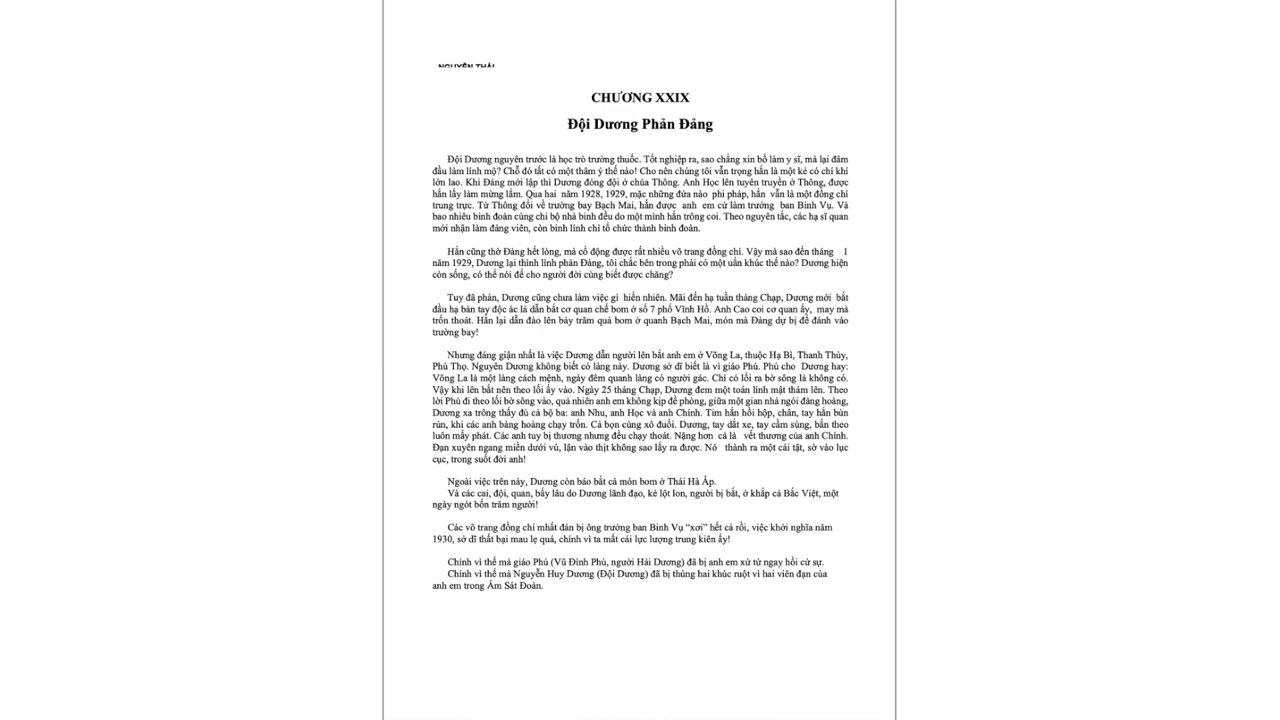 NGUYỄN THÁI
CHƯƠNG XXIX
Đội Dương Phản Đảng
Đội Dương nguyên trước là học trò trường thuốc. Tốt nghiệp ra, sao chẳng xin bổ làm y sĩ, mà lại đâm
đầu làm lính mộ? Chỗ đó tất có một thâm ý thế nào! Cho nên chúng tôi vẫn trọng hắn là một kẻ có chí khí
lớn lao. Khi Đảng mới lập thì Dương đóng đội ở chùa Thông. Anh Học lên tuyên truyền ở Thông, được
hắn lấy làm mừng lắm. Qua hai năm 1928, 1929, mặc những đứa nào phi pháp, hắn vẫn là một đồng chí
trung trực. Từ Thông đổi về trường bay Bạch Mai, hắn được anh em cử làm trưởng ban Binh Vụ. Và
bao nhiêu binh đoàn cùng chi bộ nhà binh đều do một mình hắn trông coi. Theo nguyên tắc, các hạ sĩ quan
mới nhận làm đảng viên, còn binh lính chỉ tổ chức thành binh đoàn.
Hắn cũng thờ Đảng hết lòng, mà cổ động được rất nhiều võ trang đồng chí. Vậy mà sao đến tháng 1
năm 1929, Dương lại thình lình phản Đảng, tôi chắc bên trong phải có một uẩn khúc thế nào? Dương hiện
còn sống, có thể nói để cho người đời cùng biết được chăng?
Tuy đã phản, Dương cũng chưa làm việc gì hiển nhiên. Mãi đến hạ tuần tháng Chạp, Dương mới bắt
đầu hạ bàn tay độc ác là dẫn bắt cơ quan chế bom ở số 7 phố Vĩnh Hồ. Anh Cao coi cơ quan ấy, may mà
trốn thoát. Hắn lại dẫn đào lên bảy trăm quả bom ở quanh Bạch Mai, món mà Đảng dự bị để đánh vào
trường bay!
Nhưng đáng giận nhất là việc Dương dẫn người lên bắt anh em ở Võng La, thuộc Hạ Bì, Thanh Thủy,
Phú Thọ. Nguyên Dương không biết có làng này. Dương sở dĩ biết là vì giáo Phú. Phú cho Dương hay:
Võng La là một làng cách mệnh, ngày đêm quanh làng có người gác. Chỉ có lối ra bờ sông là không có.
Vậy khi lên bắt nên theo lối ấy vào. Ngày 25 tháng Chạp, Dương đem một toán lính mật thám lên. Theo
lời Phú đi theo lối bờ sông vào, quả nhiên anh em không kịp đề phòng, giữa một gian nhà ngói đàng hoàng,
Dương xa trông thấy đủ cả bộ ba: anh Nhu, anh Học và anh Chính. Tim hắn hồi hộp, chân, tay hắn bủn
rủn, khi các anh bàng hoàng chạy trốn. Cả bọn cùng xô đuổi. Dương, tay dắt xe, tay cầm súng, bắn theo
luôn mấy phát. Các anh tuy bị thương nhưng đều chạy thoát. Nặng hơn cả là vết thương của anh Chính.
Đạn xuyên ngang miền dưới vú, lặn vào thịt không sao lấy ra được. Nó thành ra một cái tật, sờ vào lục
cục, trong suốt đời anh!
Ngoài việc trên này, Dương còn báo bắt cả món bom ở Thái Hà Ấp.
Và các cai, đội, quan, bấy lâu do Dương lãnh đạo, kẻ lột lon, người bị bắt, ở khắp cả Bắc Việt, một
ngày ngót bốn trăm người!
Các võ trang đồng chí nhất đán bị ông trưởng ban Binh Vụ “xơi” hết cả rồi, việc khởi nghĩa năm
1930, sở dĩ thất bại mau lẹ quá, chính vì ta mất cái lực lượng trung kiên ấy!
Chính vì thế mà giáo Phú (Vũ Đình Phú, người Hải Dương) đã bị anh em xử tử ngay hồi cử sự.
Chính vì thế mà Nguyễn Huy Dương (Đội Dương) đã bị thủng hai khúc ruột vì hai viên đạn của
anh em trong Ám Sát Đoàn.